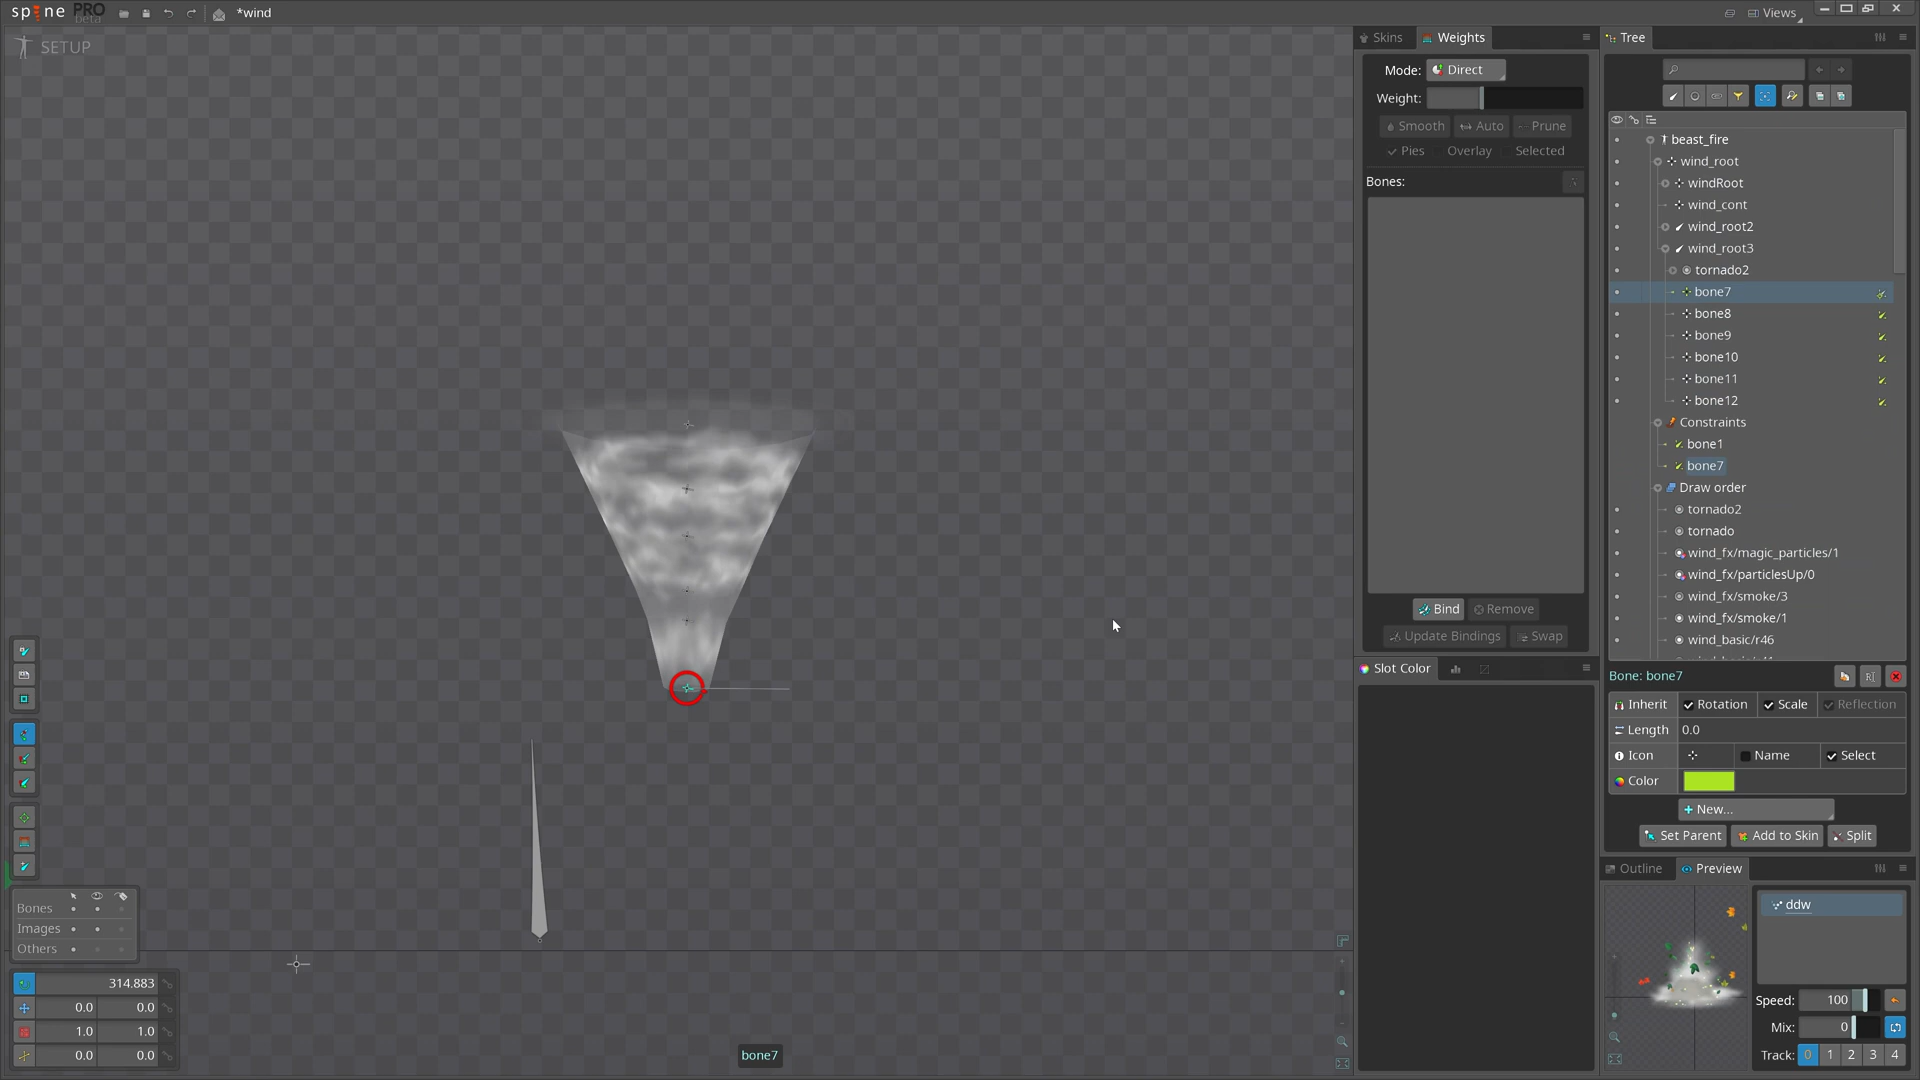 spine PRO beta
*wind
Views
SETUP
Skins
Weights
Mode: Direct
Weight:
Smooth Auto Prune
Pies Overlay Selected
Bones:
Bind Remove
Update Bindings Swap
Slot Color
Tree
beast_fire
wind_root
windRoot
wind_cont
wind_root2
wind_root3
tornado2
bone7
bone8
bone9
bone10
bone11
bone12
Constraints
bone1
bone7
Draw order
tornado2
tornado
wind_fx/magic_particles/1
wind_fx/particlesUp/0
wind_fx/smoke/3
wind_fx/smoke/1
wind_basic/r46
Bone: bone7
Inherit Rotation Scale Reflection
Length 0.0
Icon Name Select
Color
New...
Set Parent Add to Skin Split
Outline Preview
ddw
Speed: 100
Mix: 0
Track: 0 1 2 3 4
Bones
Images
Others
314.883
0.0 0.0
1.0 1.0
0.0 0.0
bone7